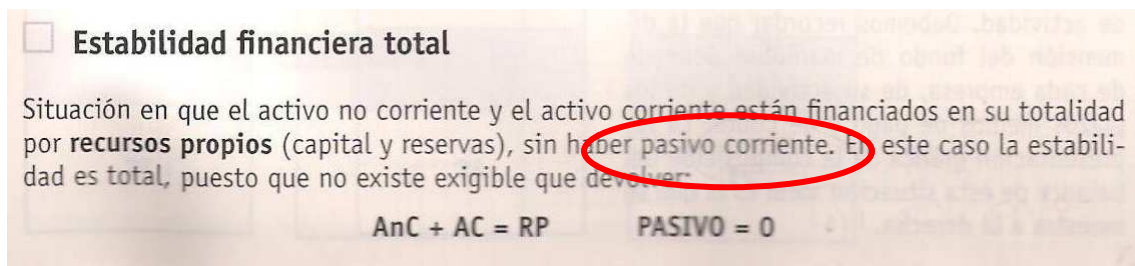 Estabilidad financiera total
Situación en que el activo no corriente y el activo corriente están financiados en su totalidad
por recursos propios (capital y reservas), sin haber pasivo corriente. En este caso la estabili-
dad es total, puesto que no existe exigible que devolver:
AnC + AC = RP PASIVO = 0